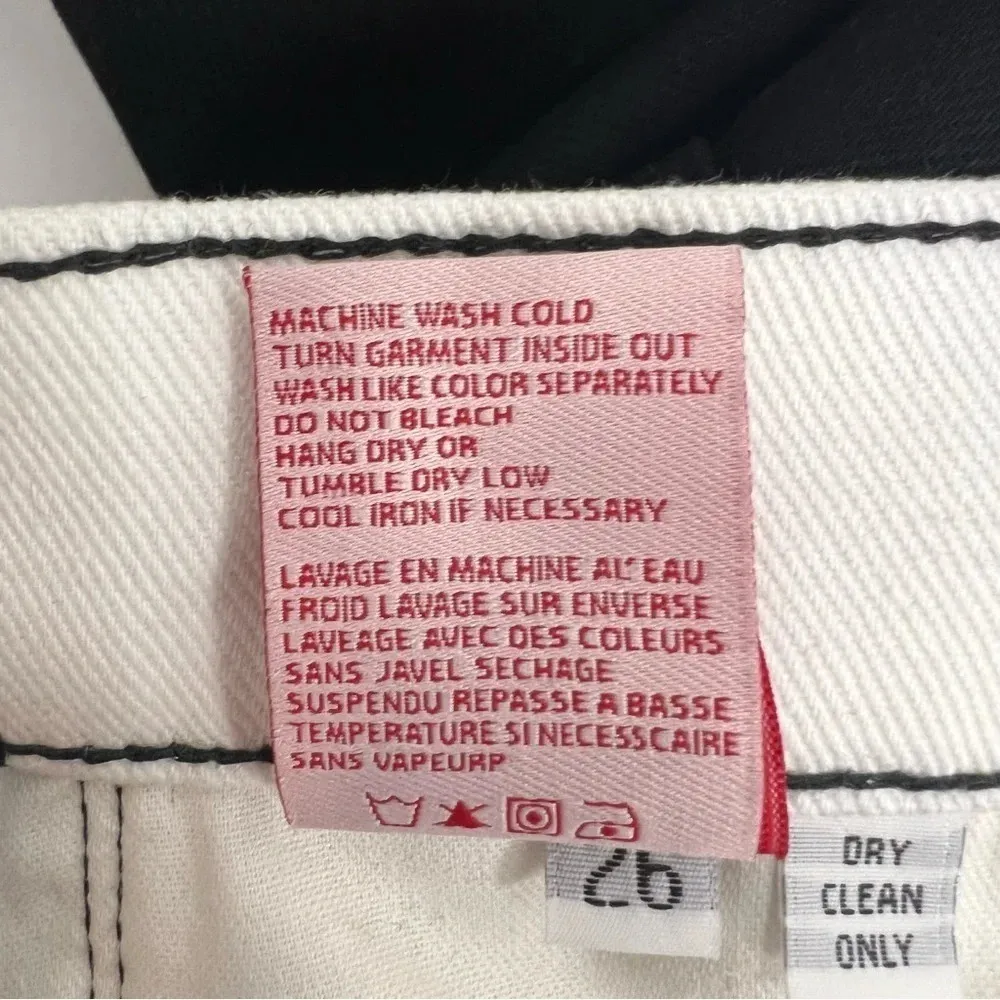 MACHINE WASH COLD
TURN GARMENT INSIDE OUT
WASH LIKE COLOR SEPARATELY
DO NOT BLEACH
HANG DRY OR
TUMBLE DRY LOW
COOL IRON IF NECESSARY
LAVAGE EN MACHINE AL'EAU
FROID LAVAGE SUR ENVERSE
LAVEAGE AVEC DES COLEURS
SANS JAVEL SECHAGE
SUSPENDU REPASSE A BASSE
TEMPERATURE SI NECESSCAIRE
SANS VAPEURP
26
DRY
CLEAN
ONLY